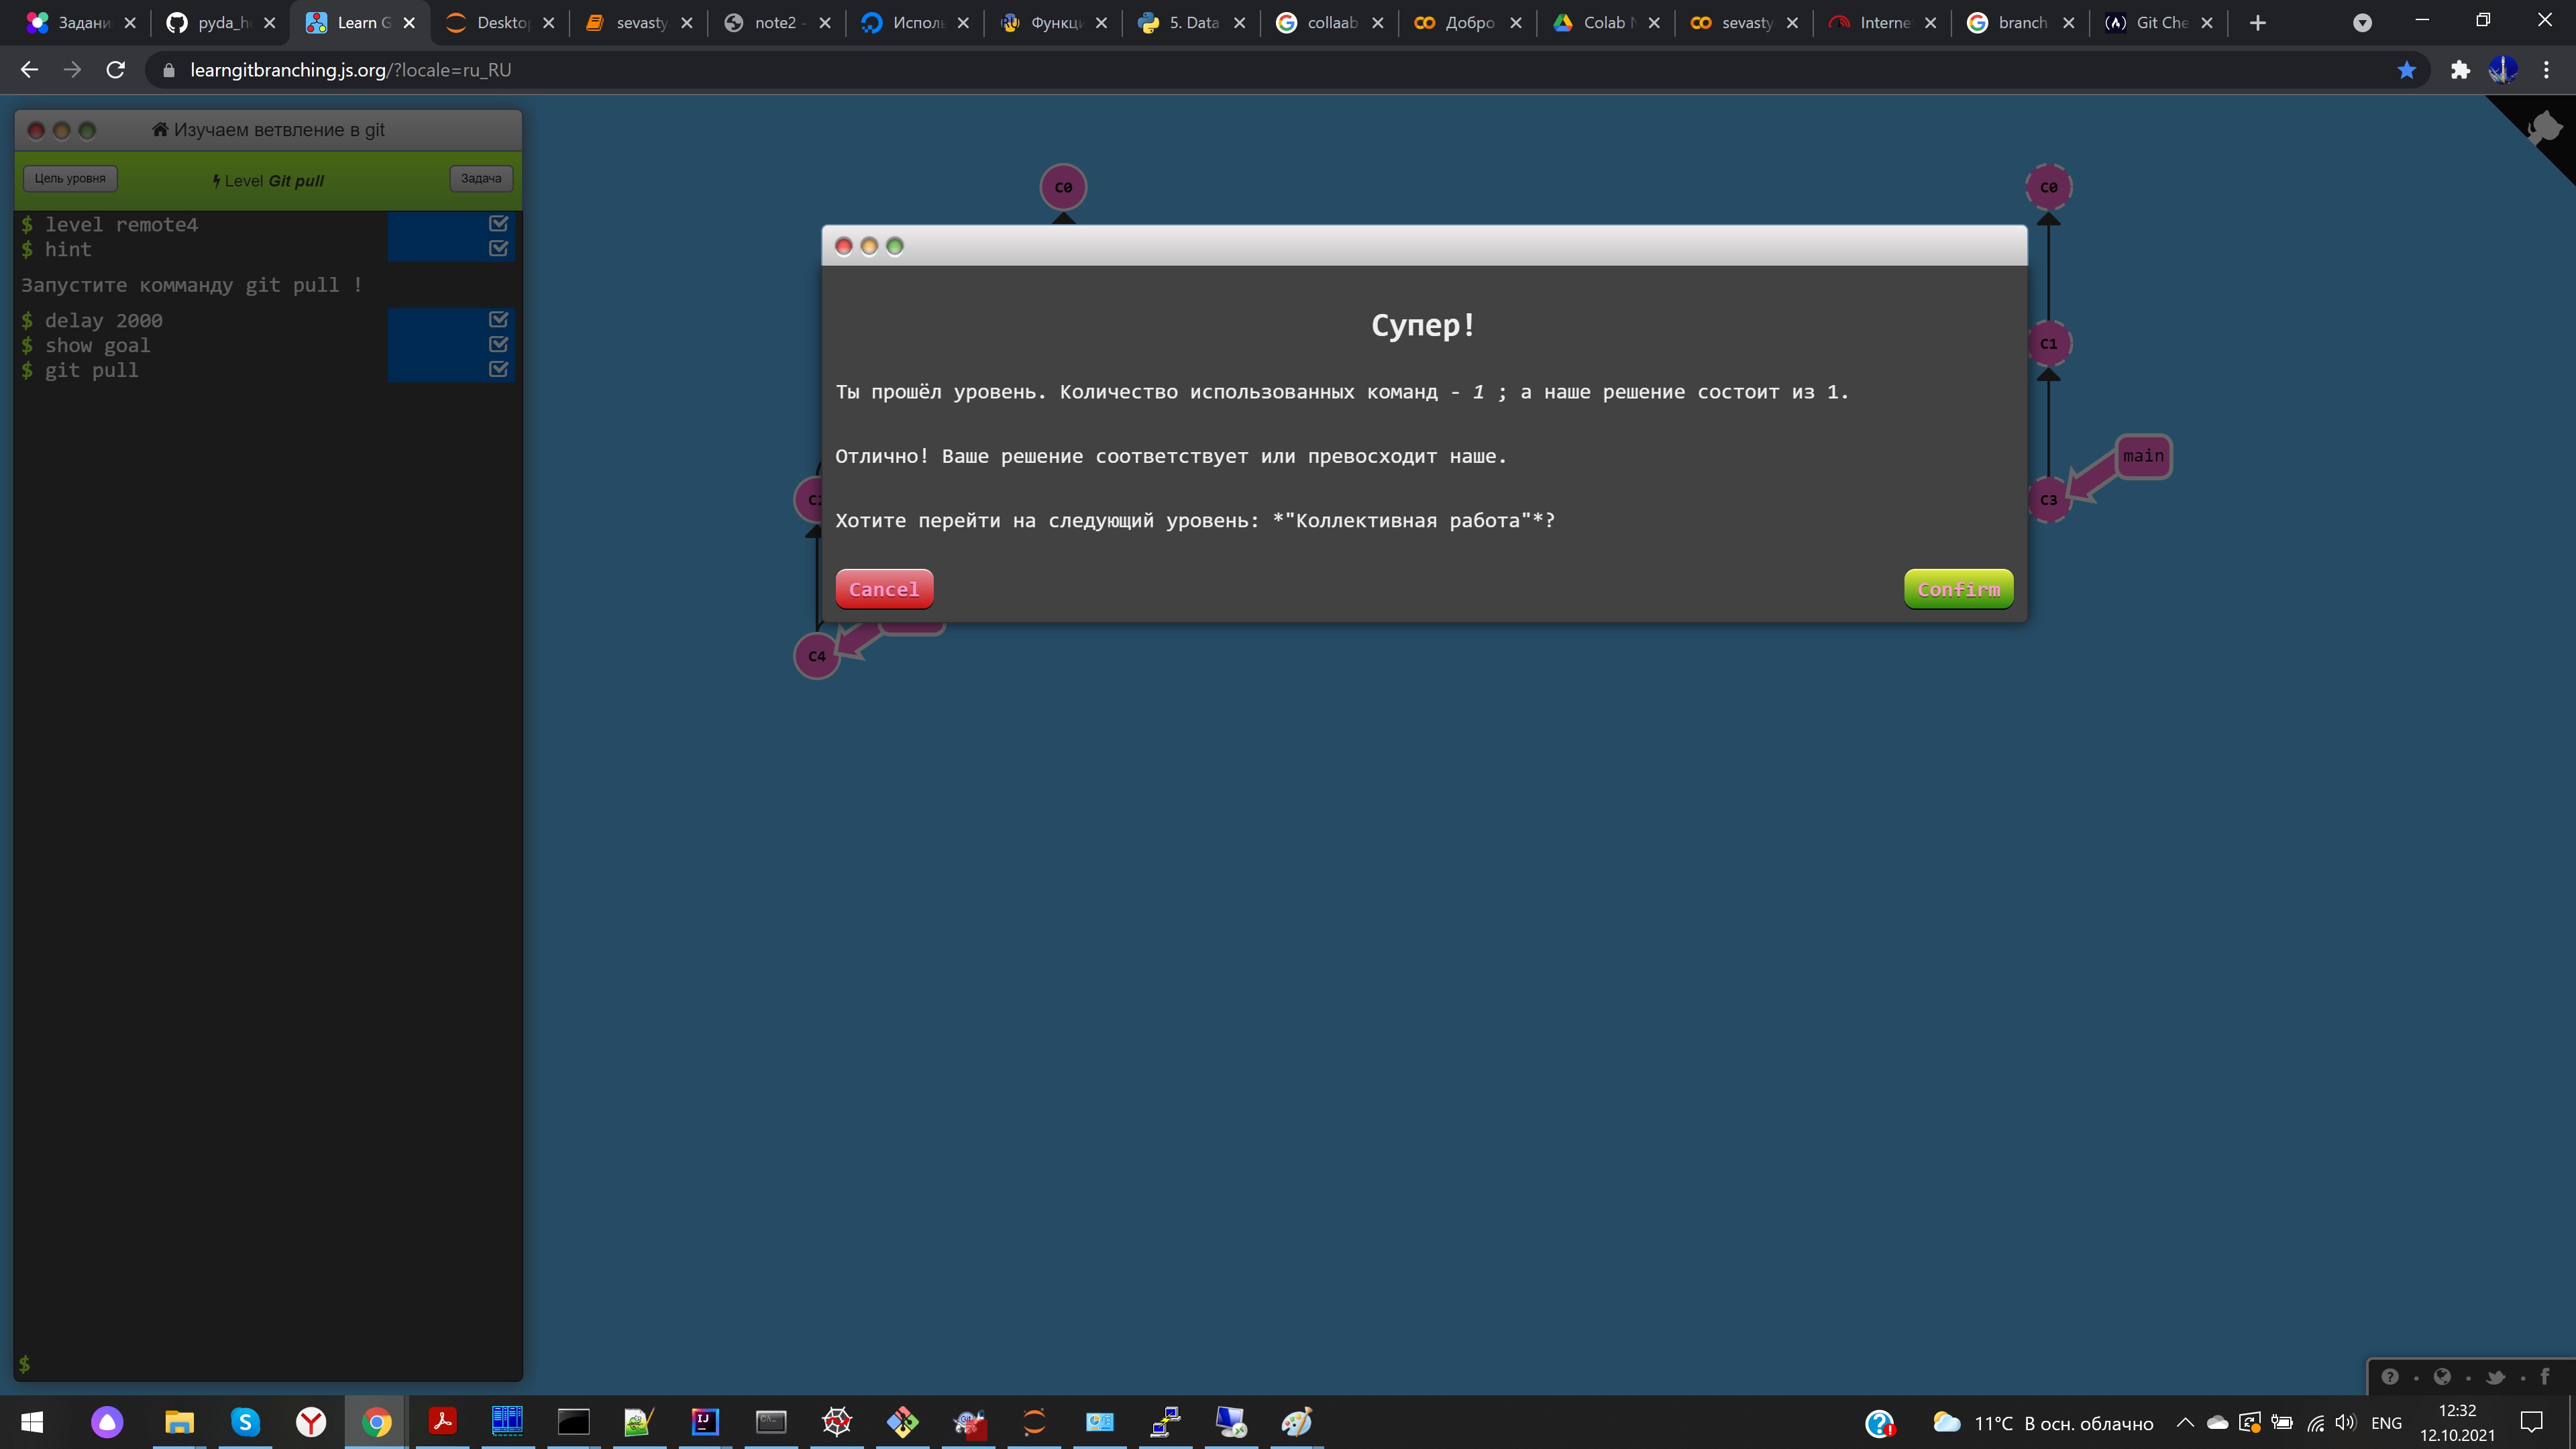 Задани
pyda_h
Learn G
Desktop
sevasty
note2 -
Исполь
Функци
5. Data
collaab
Добро
Colab N
sevasty
Interne
branch
Git Che
learngitbranching.js.org/?locale=ru_RU
Изучаем ветвление в git
Цель уровня
Level Git pull
Задача
$ level remote4
$ hint
Запустите комманду git pull !
$ delay 2000
$ show goal
$ git pull
$
C0
C0
C1
main
C3
C4
Супер!
Ты прошёл уровень. Количество использованных команд - 1 ; а наше решение состоит из 1.
Отлично! Ваше решение соответствует или превосходит наше.
Хотите перейти на следующий уровень: *"Коллективная работа"*?
Cancel
Confirm
11°C В осн. облачно
ENG
12:32
12.10.2021